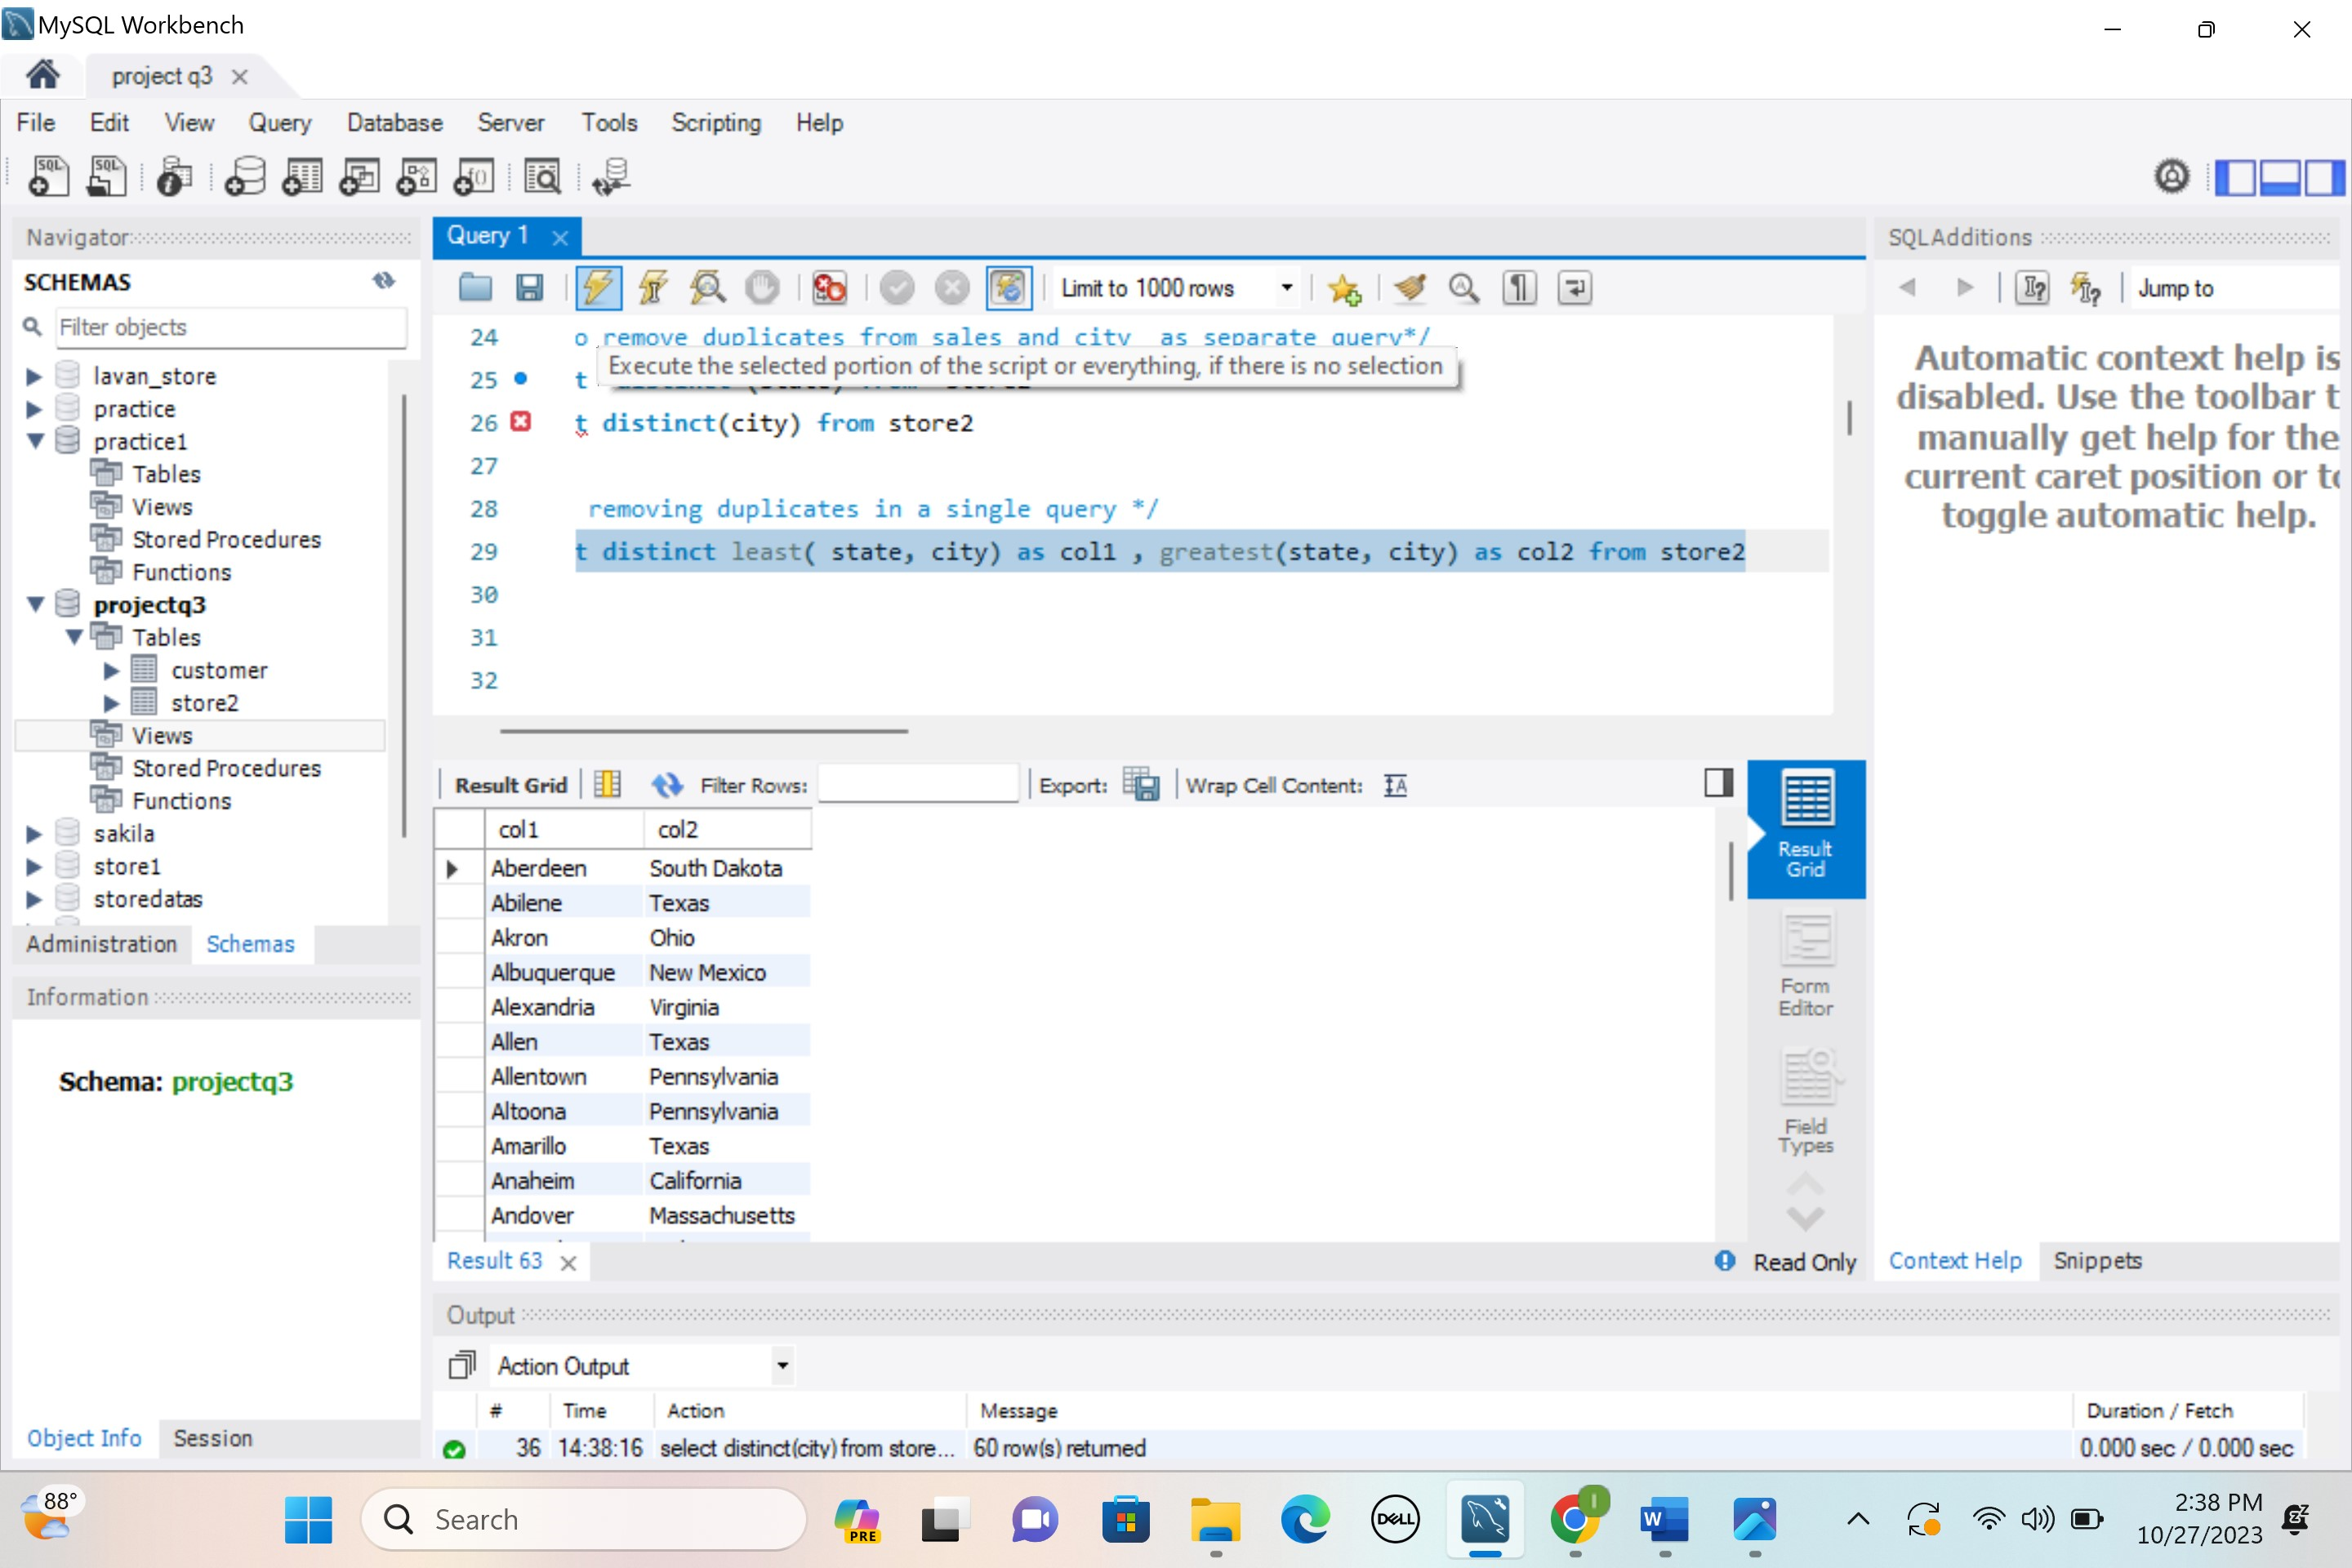 MySQL Workbench
project q3
File Edit View Query Database Server Tools Scripting Help
Navigator
SCHEMAS
Filter objects
lavan_store
practice
practice1
Tables
Views
Stored Procedures
Functions
projectq3
Tables
customer
store2
Views
Stored Procedures
Functions
sakila
store1
storedatas
Administration Schemas
Information
Schema: projectq3
Object Info Session
Query 1
Limit to 1000 rows
24 o remove duplicates from sales and city as separate query*/
Execute the selected portion of the script or everything, if there is no selection
25 t
26 t distinct(city) from store2
27
28 removing duplicates in a single query */
29 t distinct least( state, city) as col1 , greatest(state, city) as col2 from store2
30
31
32
Result Grid Filter Rows: Export: Wrap Cell Content:
col1 col2
Aberdeen South Dakota
Abilene Texas
Akron Ohio
Albuquerque New Mexico
Alexandria Virginia
Allen Texas
Allentown Pennsylvania
Altoona Pennsylvania
Amarillo Texas
Anaheim California
Andover Massachusetts
Result Grid
Form Editor
Field Types
Result 63
Read Only
SQLAdditions
Jump to
Automatic context help is
disabled. Use the toolbar t
manually get help for the
current caret position or to
toggle automatic help.
Context Help Snippets
Output
Action Output
# Time Action Message Duration / Fetch
36 14:38:16 select distinct(city) from store... 60 row(s) returned 0.000 sec / 0.000 sec
88°
Search
PRE
DELL
2:38 PM
10/27/2023